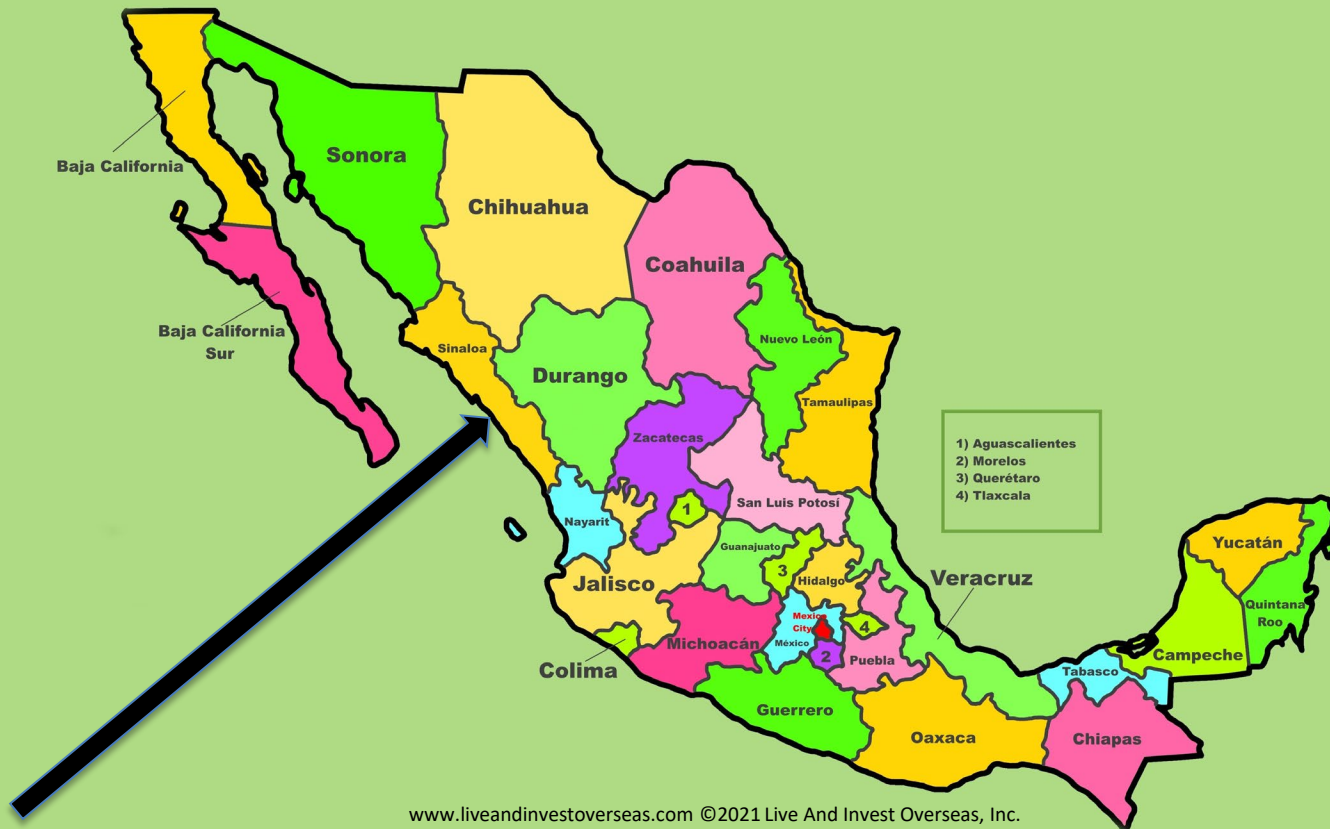 Baja California
Sonora
Chihuahua
Coahuila
Baja California
Sur
Sinaloa
Nuevo León
Durango
Tamaulipas
Zacatecas
1) Aguascalientes
2) Morelos
3) Querétaro
4) Tlaxcala
San Luis Potosí
1
Nayarit
Guanajuato
Yucatán
3
Hidalgo
Veracruz
Jalisco
Quintana
Roo
Mexico
City
4
México
Michoacán
2
Puebla
Campeche
Colima
Tabasco
Guerrero
Oaxaca
Chiapas
www.liveandinvestoverseas.com ©2021 Live And Invest Overseas, Inc.